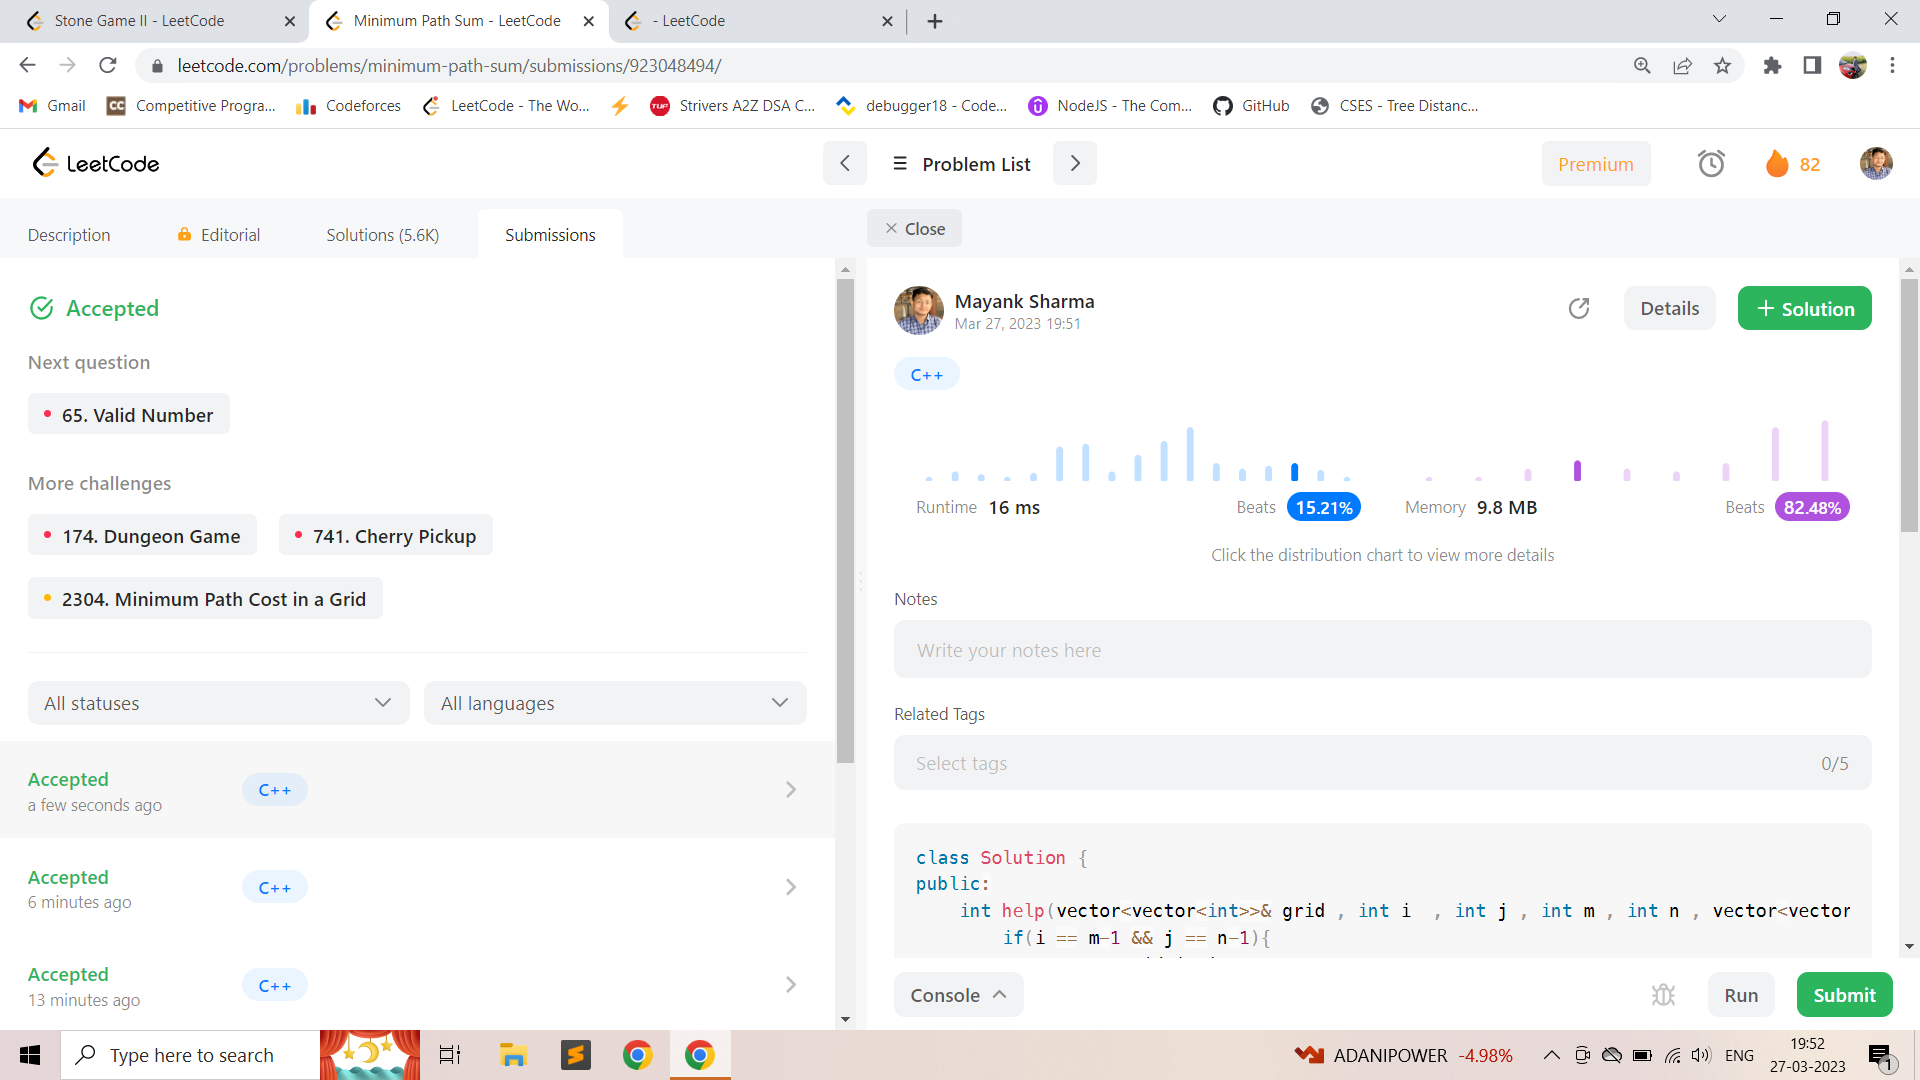 Stone Game II - LeetCode
Minimum Path Sum - LeetCode
- LeetCode
leetcode.com/problems/minimum-path-sum/submissions/923048494/
Gmail
CC
Competitive Progra...
Codeforces
LeetCode - The Wo...
TUF
Strivers A2Z DSA C...
debugger18 - Code...
NodeJS - The Com...
GitHub
CSES - Tree Distanc...
LeetCode
Problem List
Premium
82
Description
Editorial
Solutions (5.6K)
Submissions
Close
Accepted
Next question
65. Valid Number
More challenges
174. Dungeon Game
741. Cherry Pickup
2304. Minimum Path Cost in a Grid
All statuses
All languages
Accepted
a few seconds ago
C++
Accepted
6 minutes ago
C++
Accepted
13 minutes ago
C++
Mayank Sharma
Mar 27, 2023 19:51
Details
+ Solution
C++
Runtime 16 ms
Beats 15.21%
Memory 9.8 MB
Beats 82.48%
Click the distribution chart to view more details
Notes
Write your notes here
Related Tags
Select tags
0/5
class Solution {
public:
int help(vector<vector<int>>& grid , int i  , int j , int m , int n , vector<vector
if(i == m-1 && j == n-1){
Console
Run
Submit
Type here to search
ADANIPOWER -4.98%
ENG
19:52
27-03-2023
1